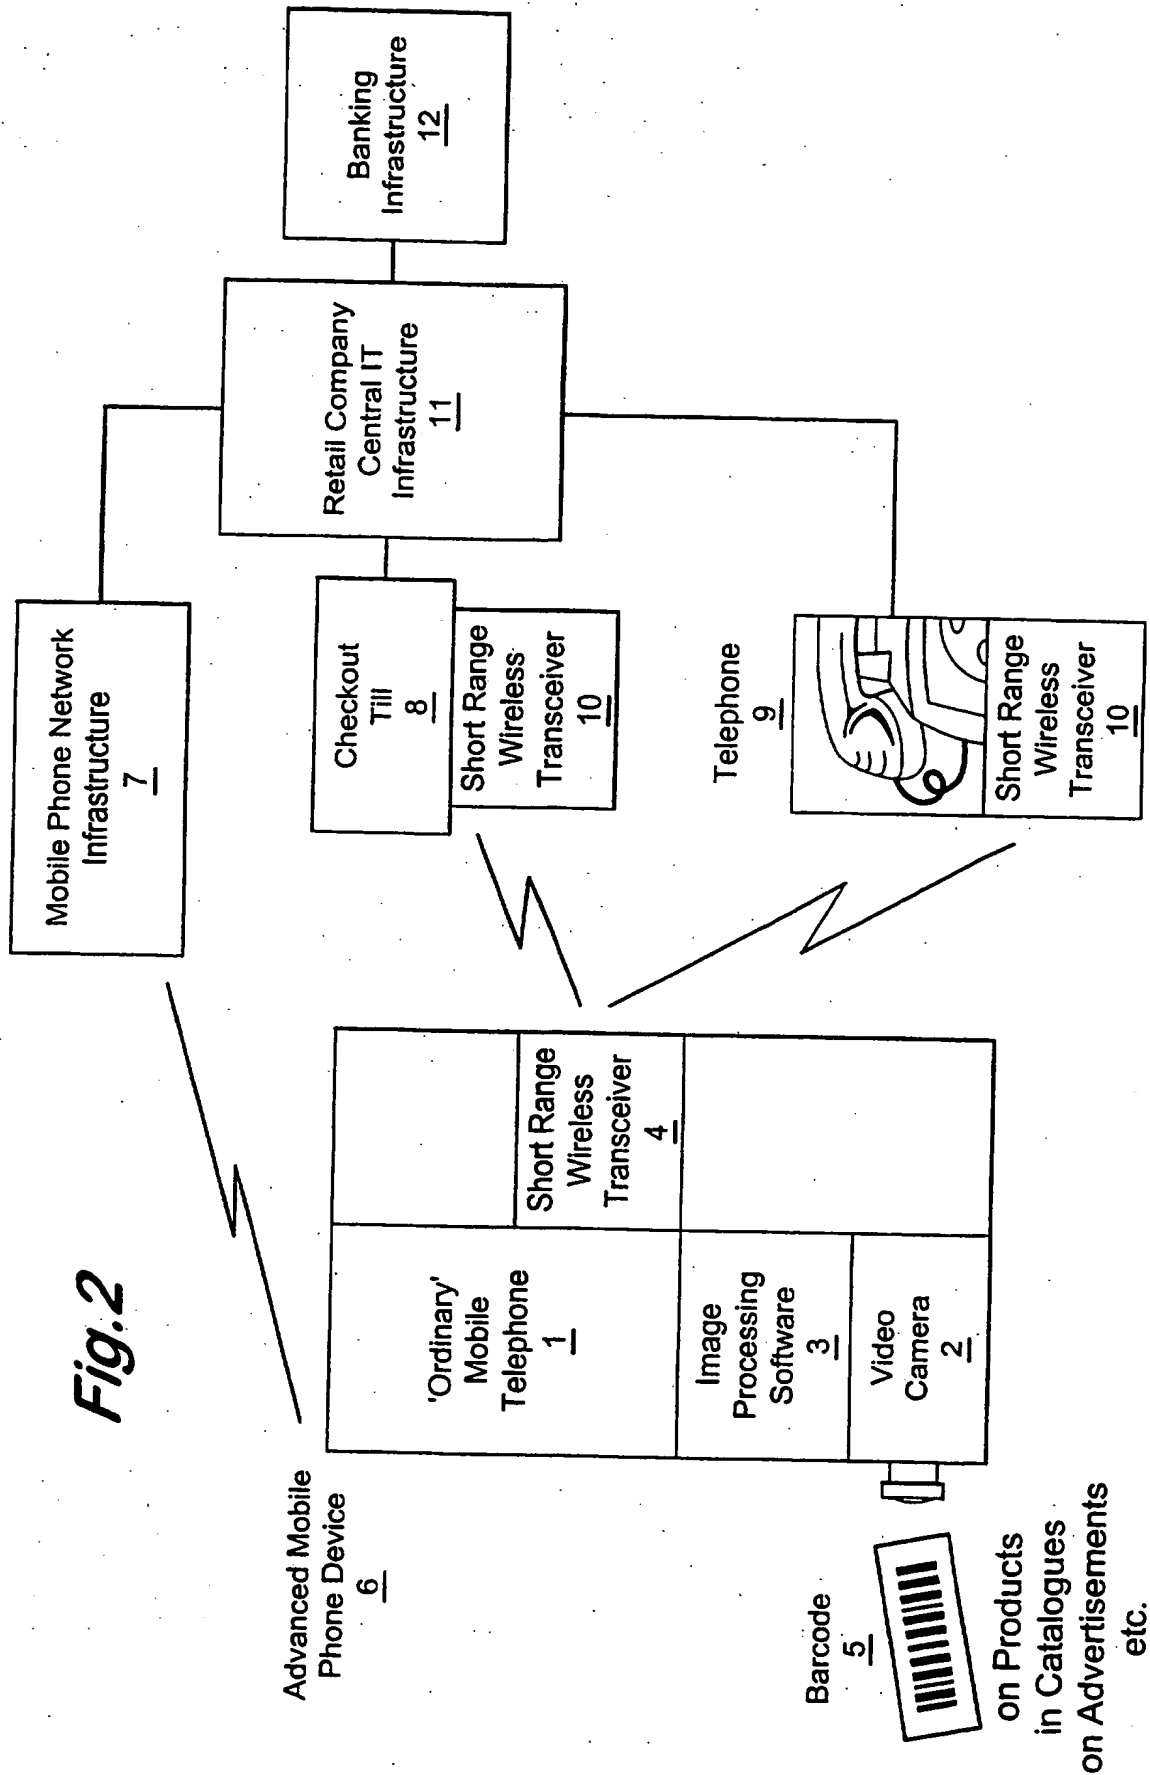 Fig.2
Advanced Mobile
Phone Device
6
'Ordinary'
Mobile
Telephone
1
Short Range
Wireless
Transceiver
4
Image
Processing
Software
3
Video
Camera
2
Barcode
5
on Products
in Catalogues
on Advertisements
etc.
Mobile Phone Network
Infrastructure
7
Checkout
Till
8
Short Range
Wireless
Transceiver
10
Telephone
9
Short Range
Wireless
Transceiver
10
Retail Company
Central IT
Infrastructure
11
Banking
Infrastructure
12